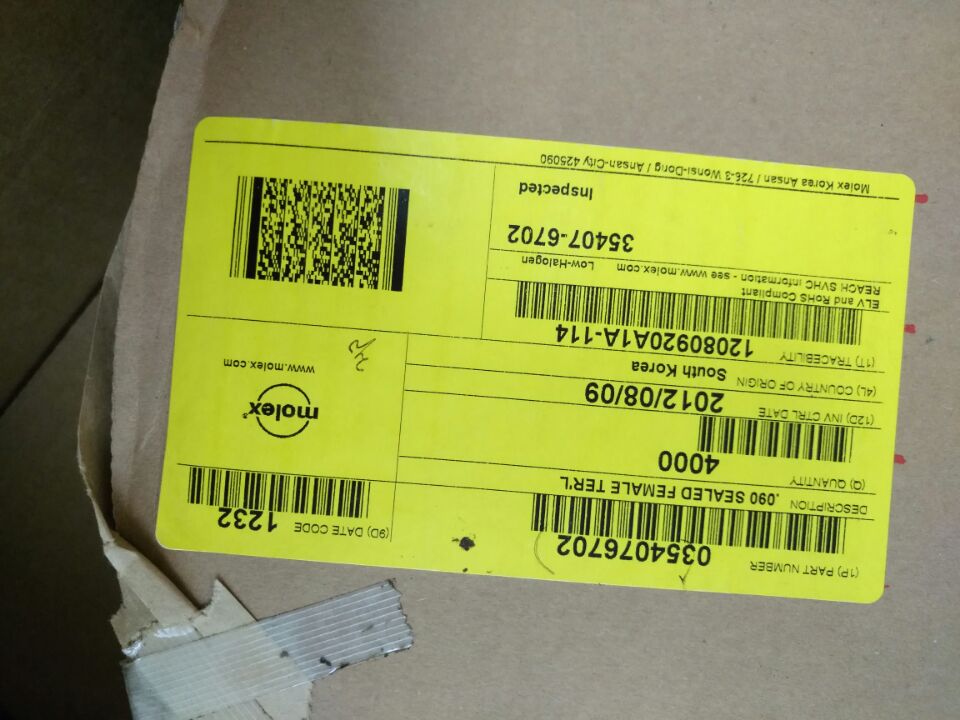 (1P) PART NUMBER 0354076702
(9D) DATE CODE 1232
DESCRIPTION .090 SEALED FEMALE TER'L
(Q) QUANTITY 4000
molex®
(12D) INV CTRL DATE 2012/08/09
(4L) COUNTRY OF ORIGIN South Korea
www.molex.com
(1T) TRACEABILITY 12080920A1A-114
ELV and RoHS Compliant
REACH SVHC information - see www.molex.com Low-Halogen
35407-6702
Inspected
Molex Korea Ansan / 726-3 Wonsi-Dong / Ansan-City 425090